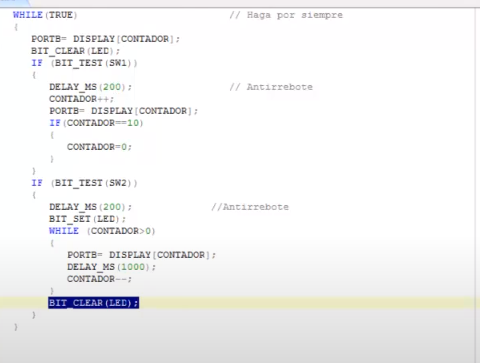 WHILE(TRUE) // Haga por siempre
{
PORTB= DISPLAY[CONTADOR];
BIT_CLEAR(LED);
IF (BIT_TEST(SW1))
{
DELAY_MS(200); // Antirrebote
CONTADOR++;
PORTB= DISPLAY[CONTADOR];
IF(CONTADOR==10)
{
CONTADOR=0;
}
}
IF (BIT_TEST(SW2))
{
DELAY_MS(200); //Antirrebote
BIT_SET(LED);
WHILE (CONTADOR>0)
{
PORTB= DISPLAY[CONTADOR];
DELAY_MS(1000);
CONTADOR--;
}
BIT_CLEAR(LED);
}
}